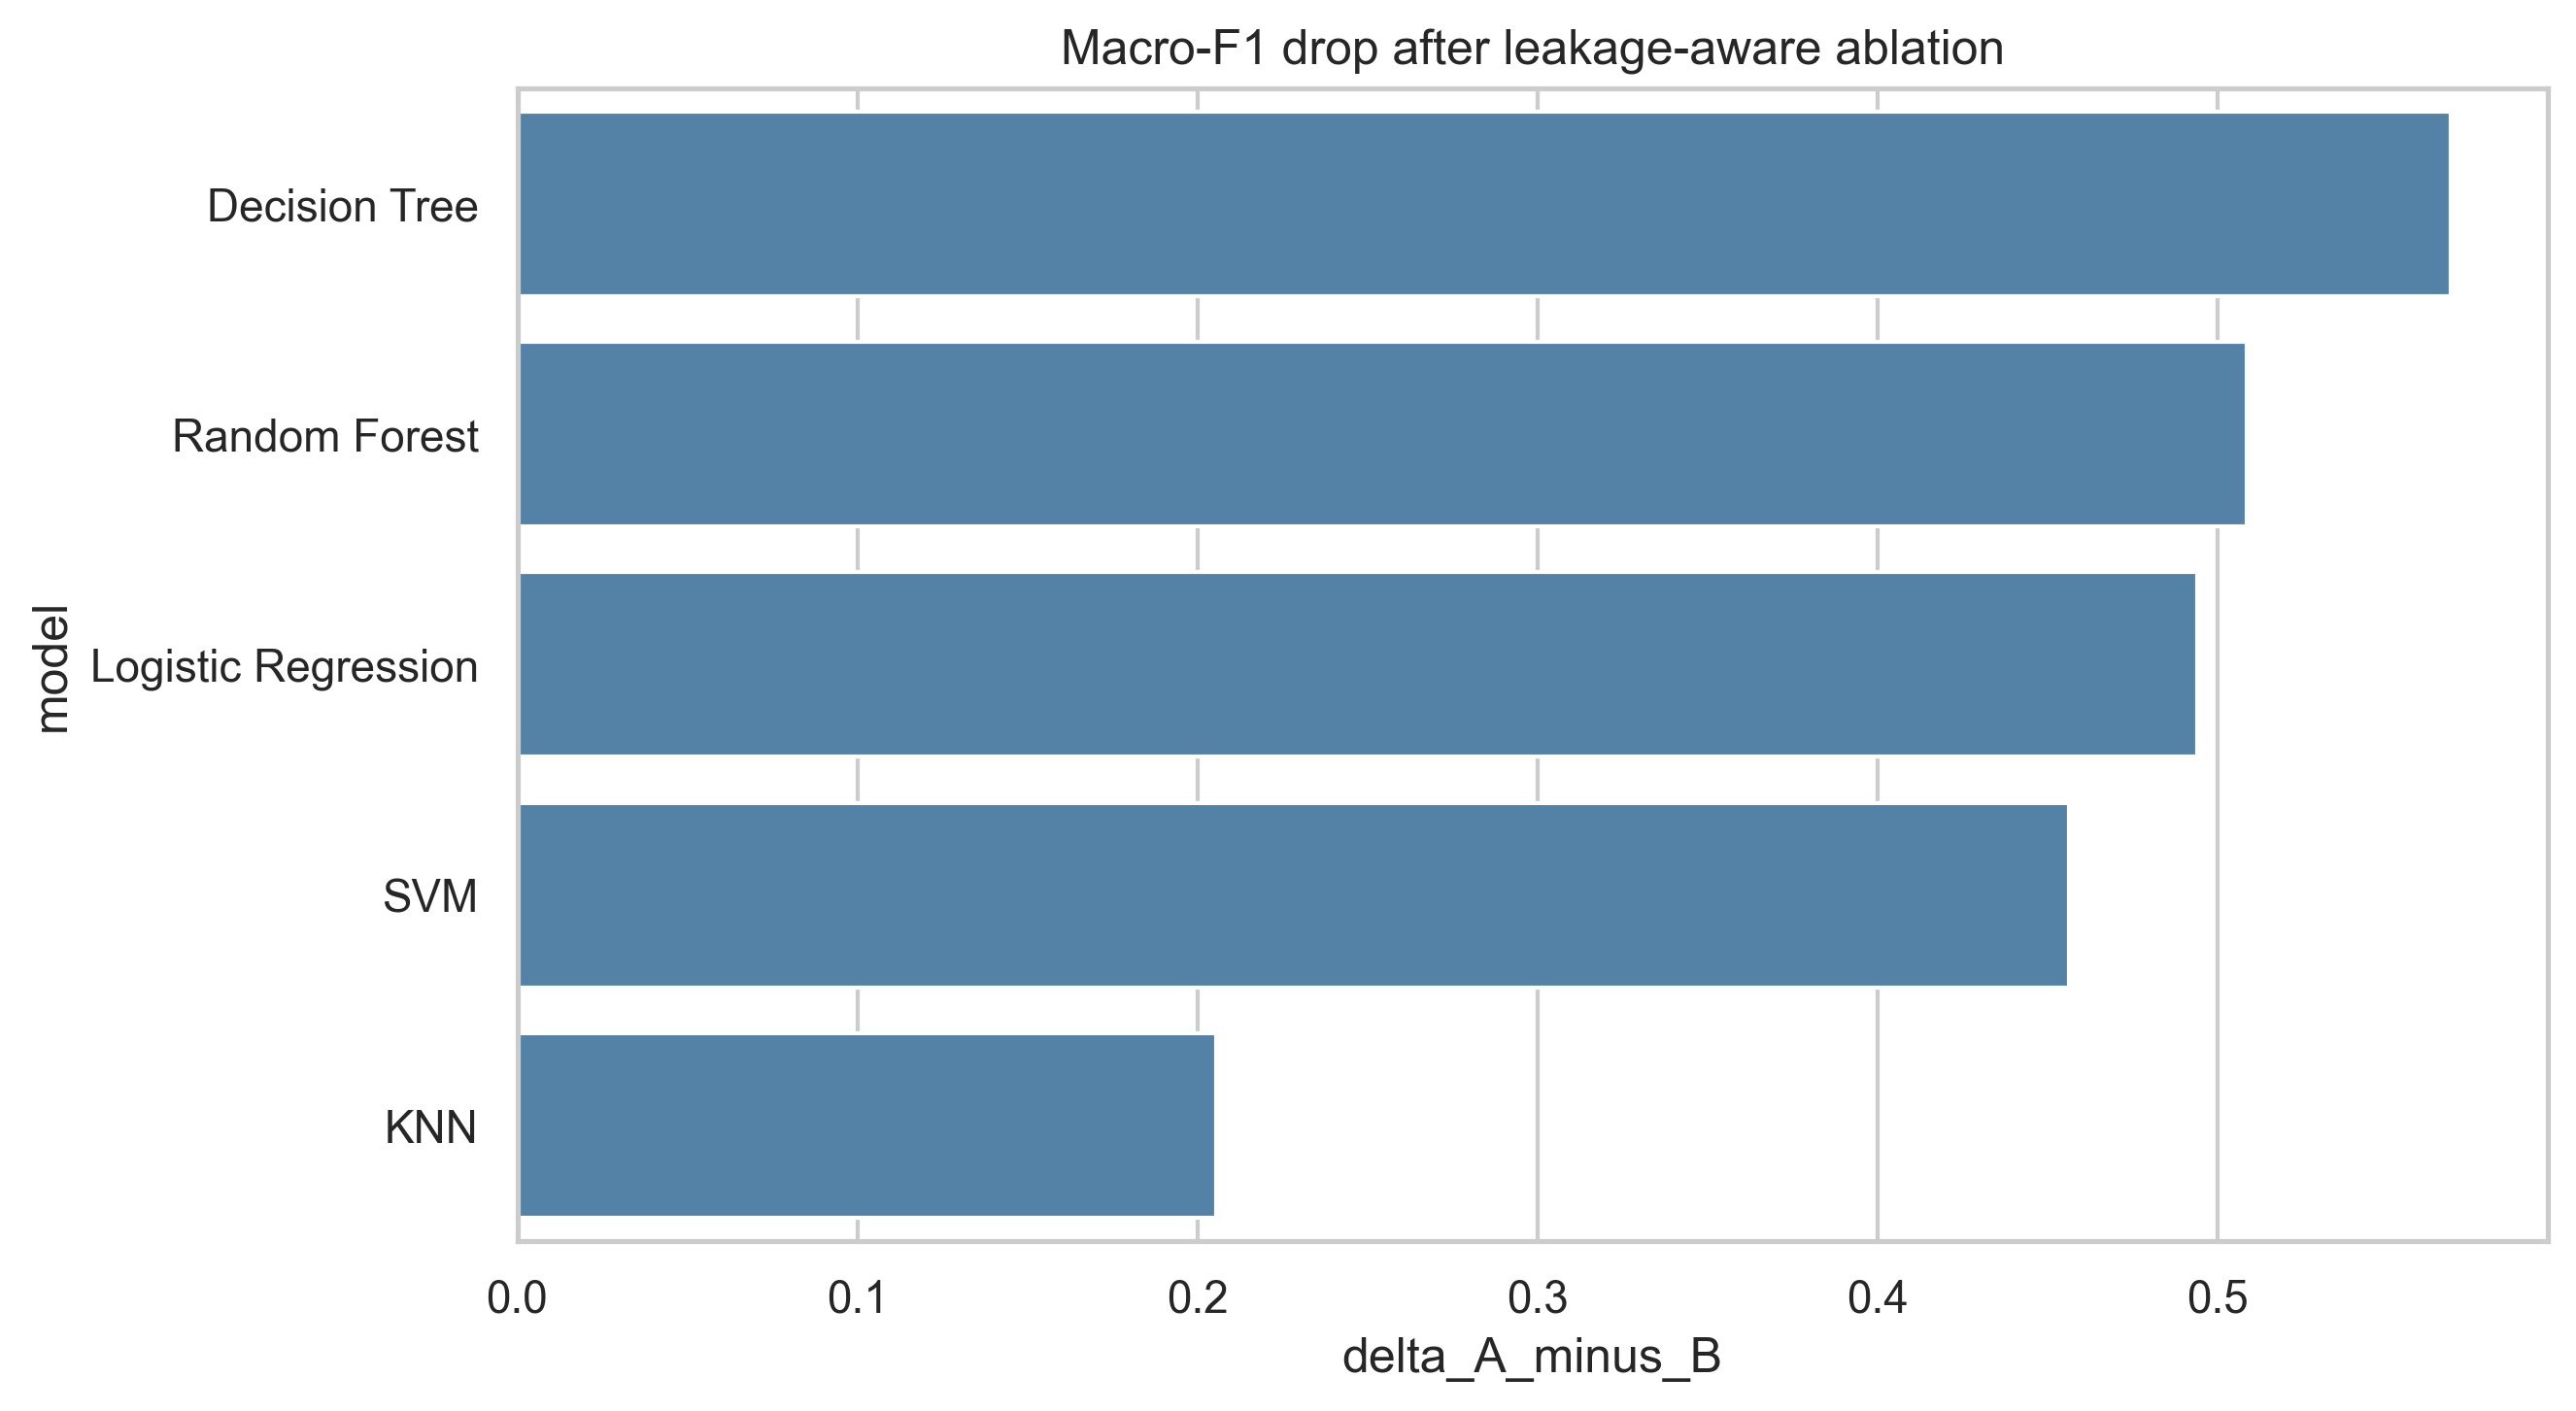 Macro-F1 drop after leakage-aware ablation
model
Decision Tree
Random Forest
Logistic Regression
SVM
KNN
0.0 0.1 0.2 0.3 0.4 0.5
delta_A_minus_B